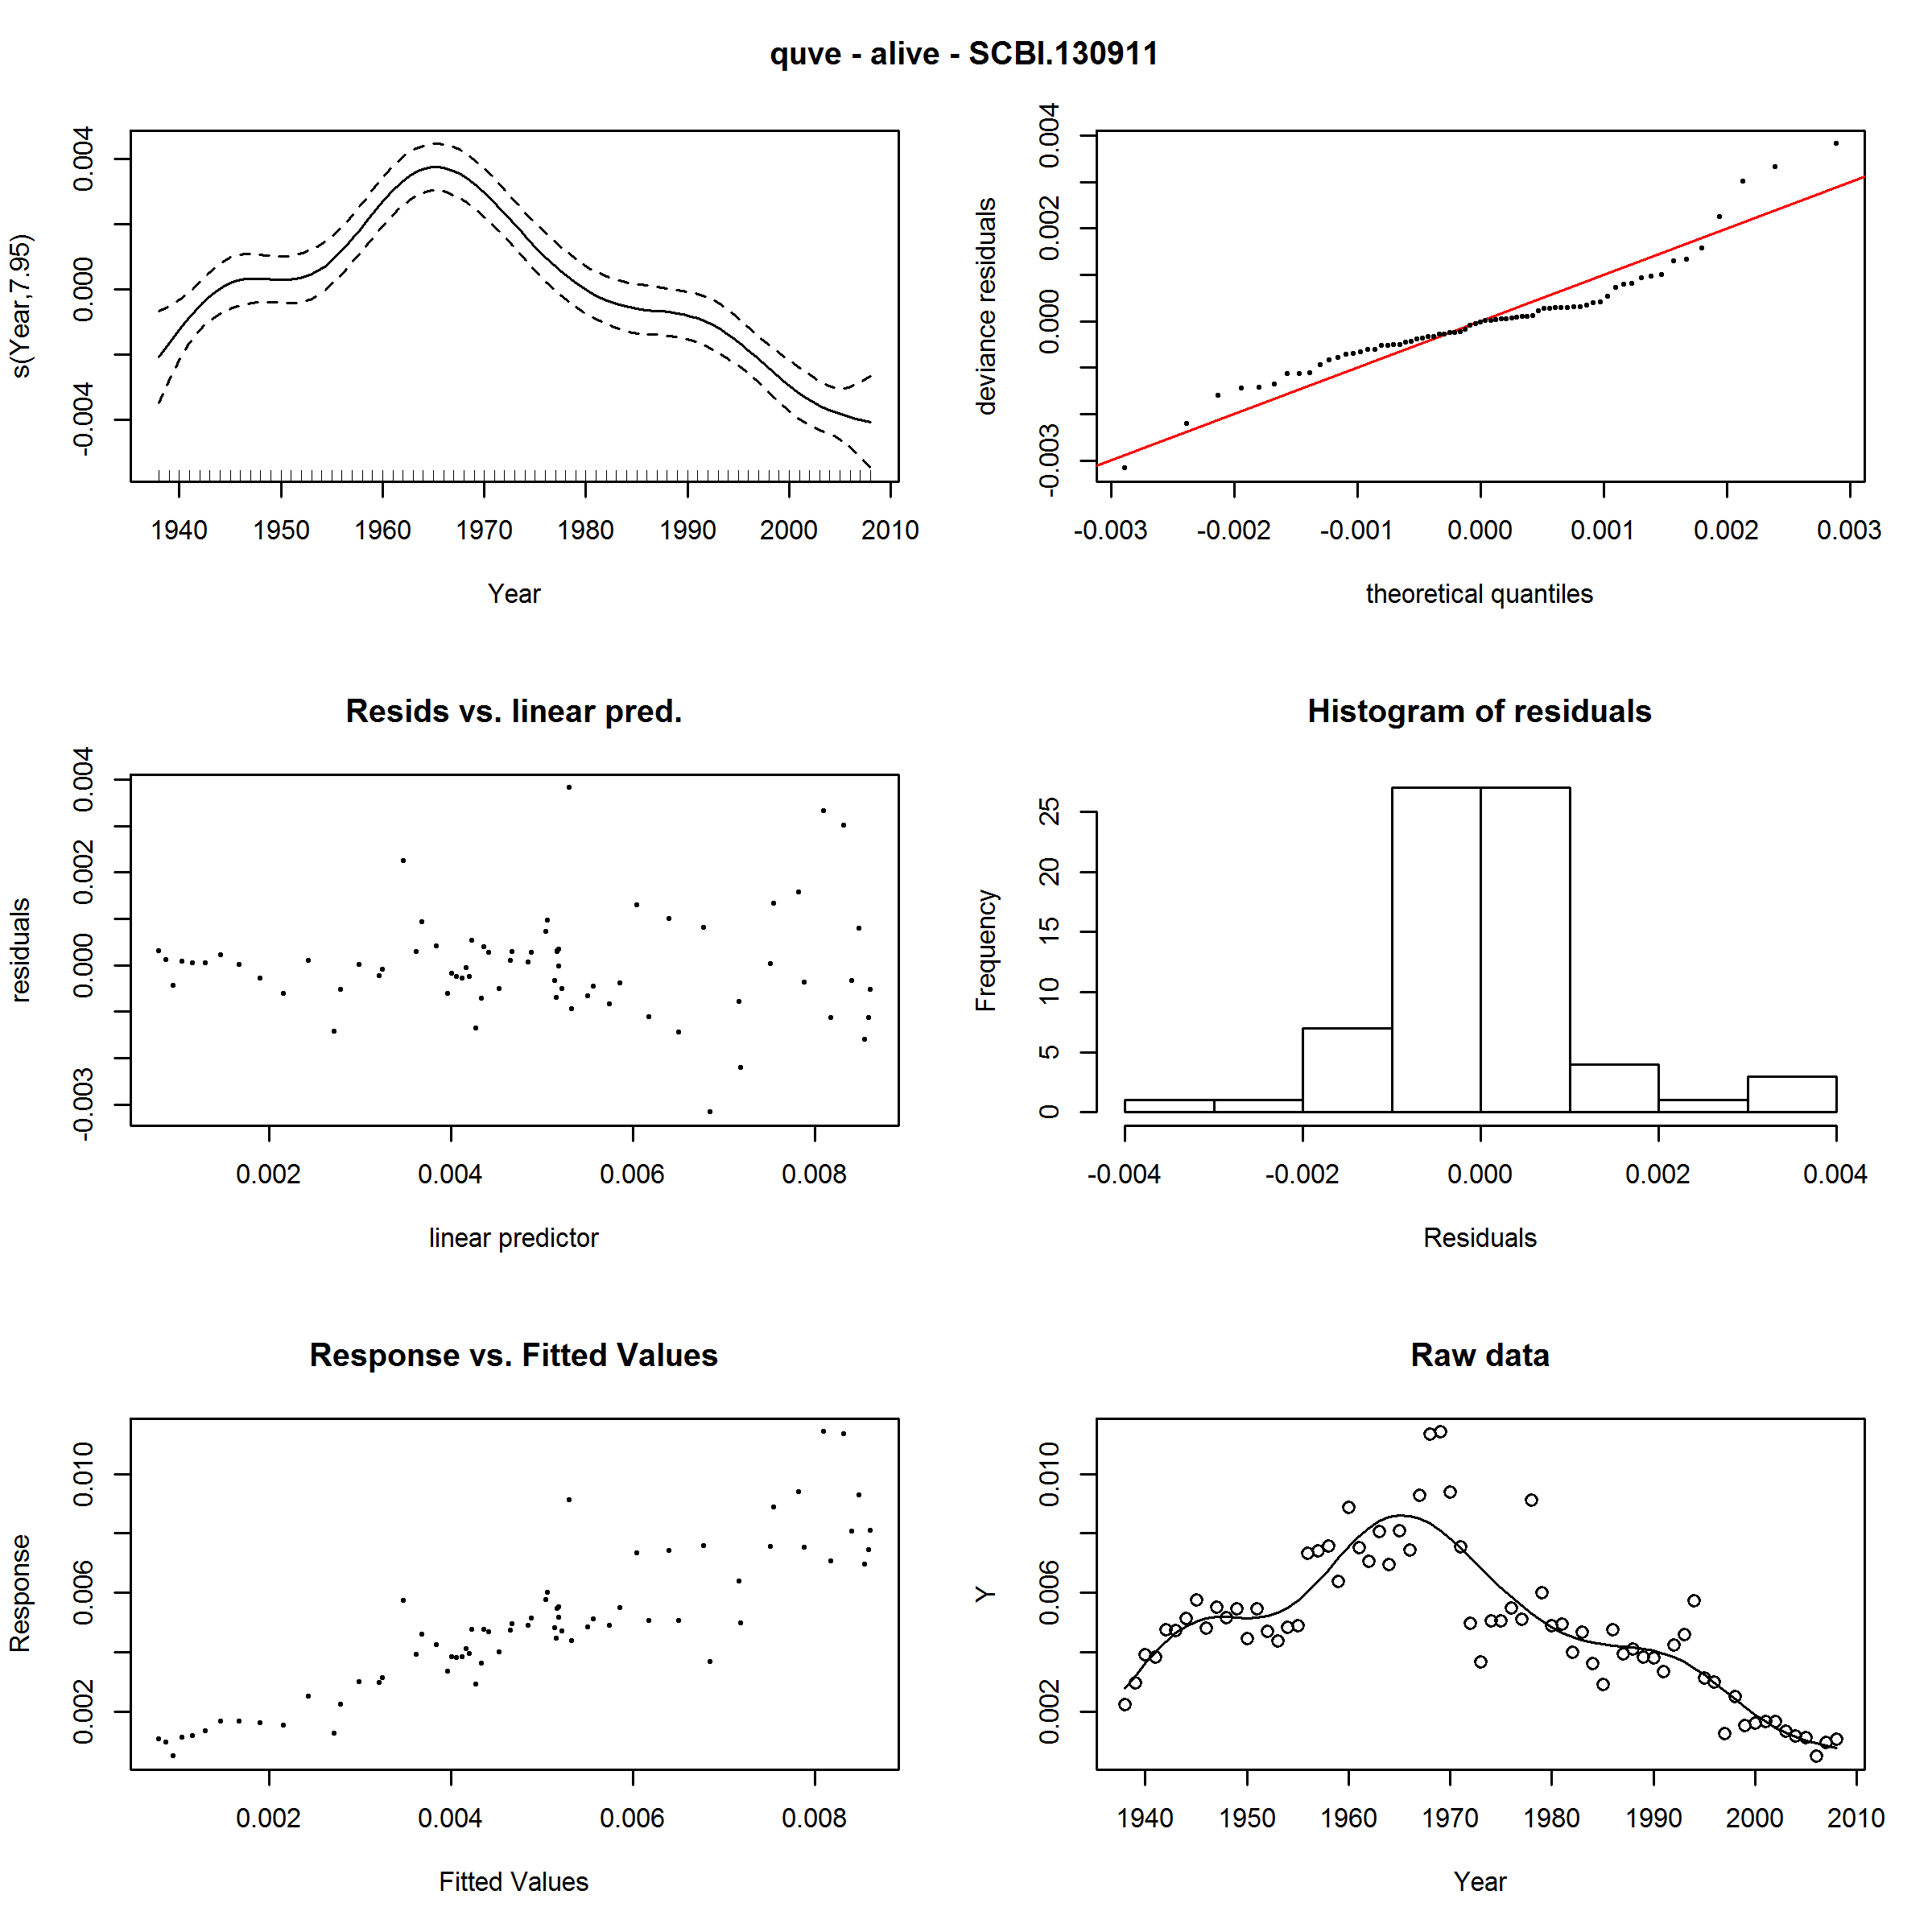 quve - alive - SCBI.130911
s(Year,7.95)
-0.004 0.000 0.004
1940 1950 1960 1970 1980 1990 2000 2010
Year
deviance residuals
-0.003 0.000 0.002 0.004
-0.003 -0.002 -0.001 0.000 0.001 0.002 0.003
theoretical quantiles
Resids vs. linear pred.
residuals
-0.003 0.000 0.002 0.004
0.002 0.004 0.006 0.008
linear predictor
Histogram of residuals
Frequency
0 5 10 15 20 25
-0.004 -0.002 0.000 0.002 0.004
Residuals
Response vs. Fitted Values
Response
0.002 0.006 0.010
0.002 0.004 0.006 0.008
Fitted Values
Raw data
Y
0.002 0.006 0.010
1940 1950 1960 1970 1980 1990 2000 2010
Year